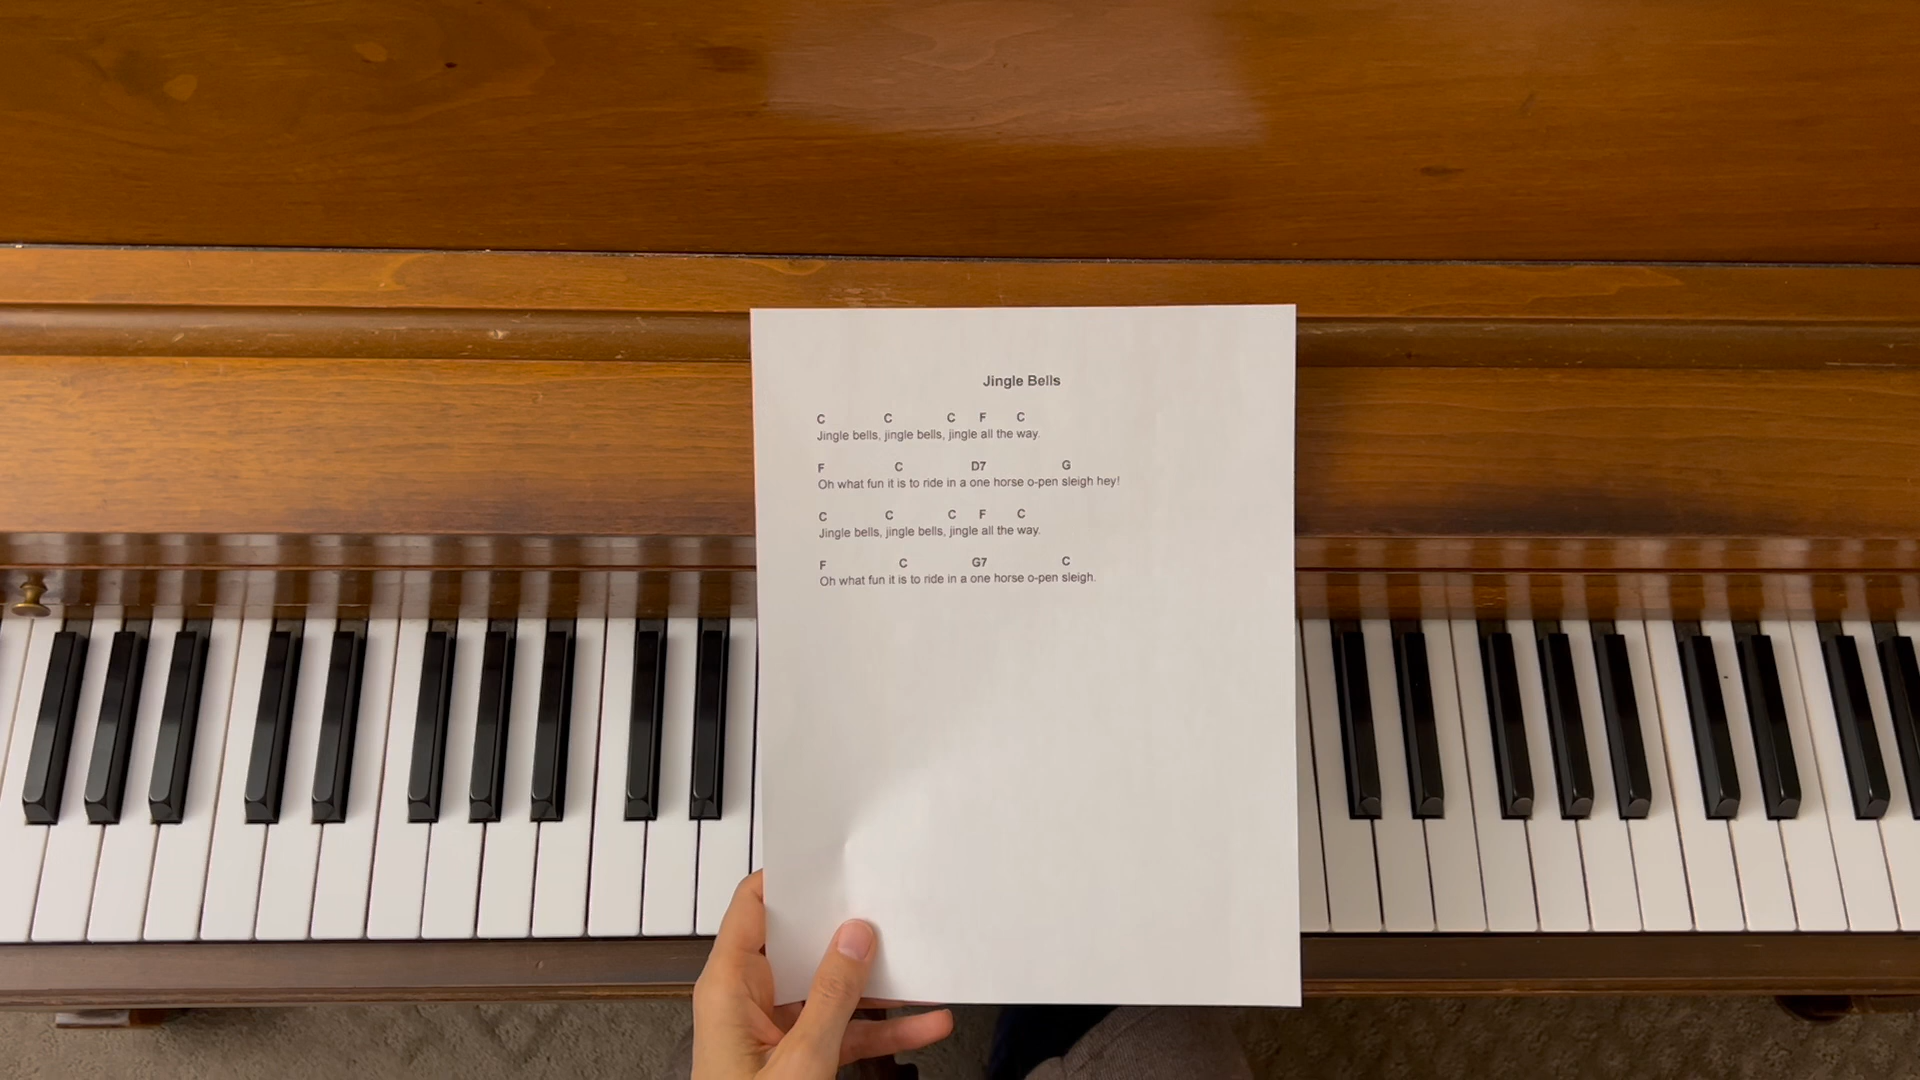 Jingle Bells
C C C F C
Jingle bells, jingle bells, jingle all the way.
F C D7 G
Oh what fun it is to ride in a one horse o-pen sleigh hey!
C C C F C
Jingle bells, jingle bells, jingle all the way.
F C G7 C
Oh what fun it is to ride in a one horse o-pen sleigh.